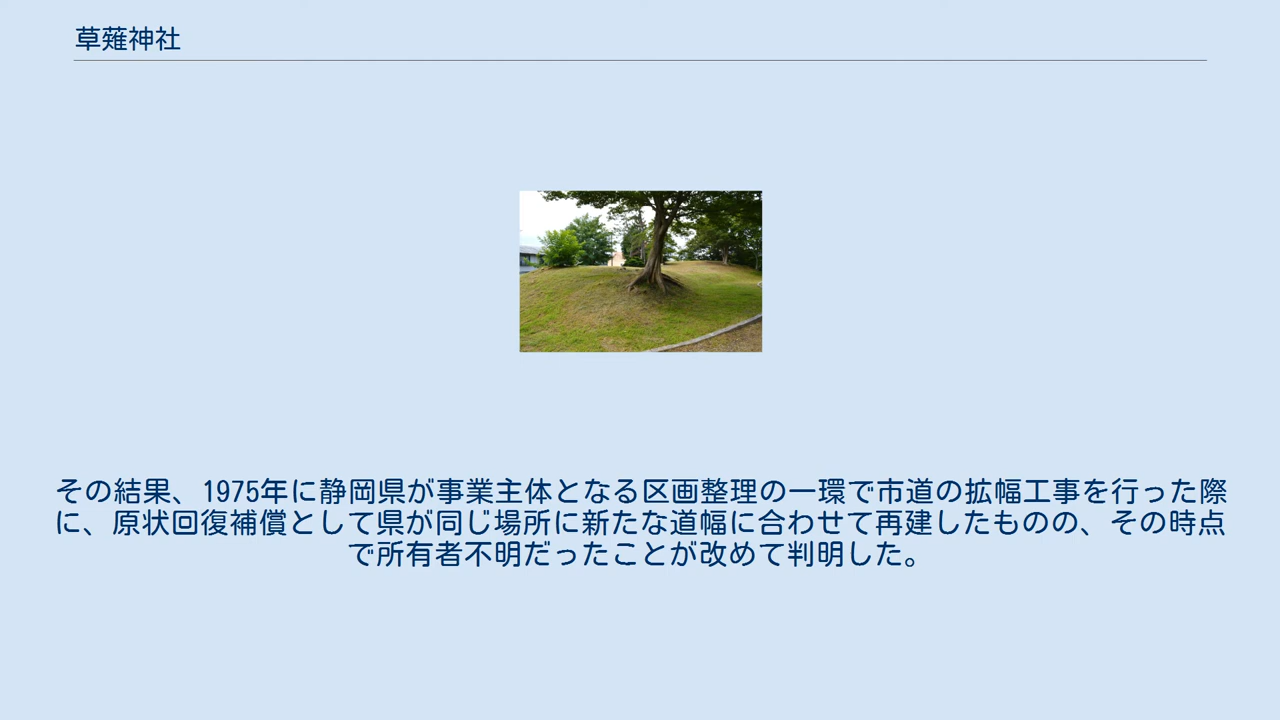 草薙神社
その結果、1975年に静岡県が事業主体となる区画整理の一環で市道の拡幅工事を行った際
に、原状回復補償として県が同じ場所に新たな道幅に合わせて再建したものの、その時点
で所有者不明だったことが改めて判明した。